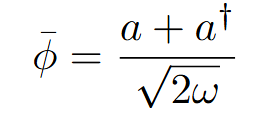 \bar{\phi} = \frac{a + a^\dagger}{\sqrt{2\omega}}